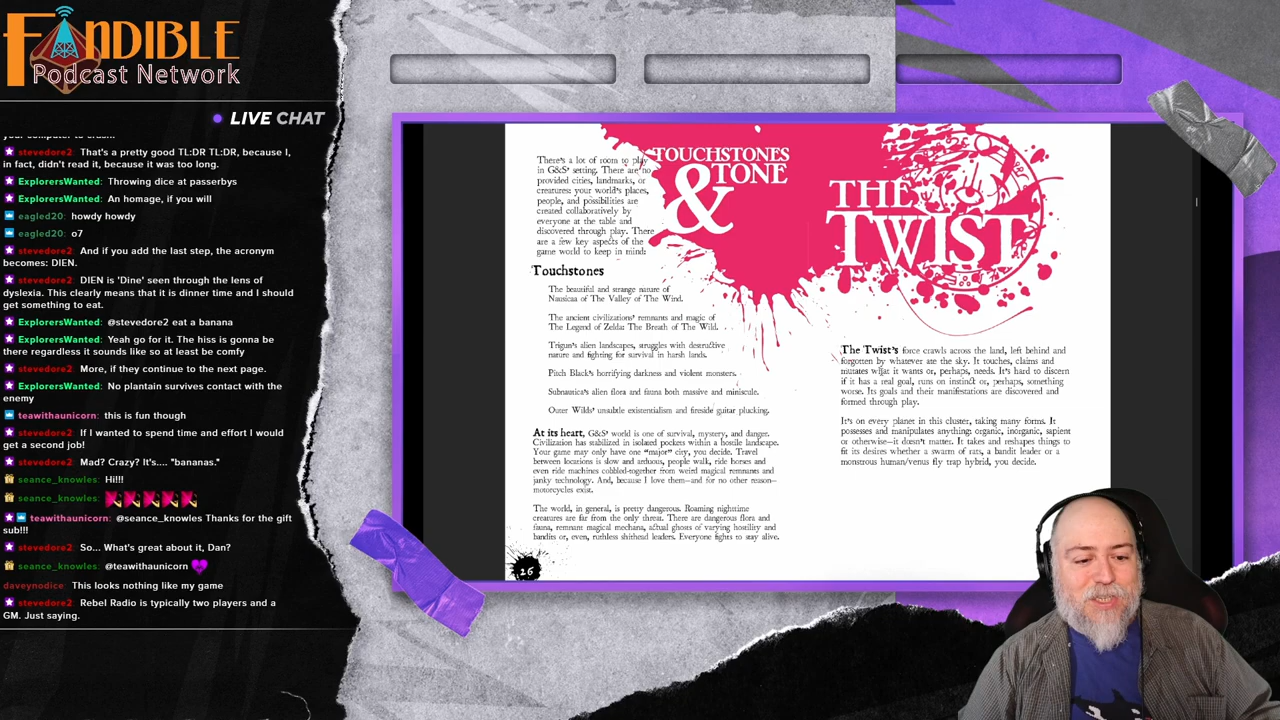 FANDIBLE
Podcast Network
LIVE CHAT
stevedore2: That's a pretty good TL:DR TL:DR, because I,
in fact, didn't read it, because it was too long.
ExplorersWanted: Throwing dice at passerbys
ExplorersWanted: An homage, if you will
eagled20: howdy howdy
eagled20: o7
stevedore2: And if you add the last step, the acronym
becomes: DIEN.
stevedore2: DIEN is 'Dine' seen through the lens of
dyslexia. This clearly means that it is dinner time and I should
get something to eat.
ExplorersWanted: @stevedore2 eat a banana
ExplorersWanted: Yeah go for it. The hiss is gonna be
there regardless it sounds like so at least be comfy
stevedore2: More, if they continue to the next page.
ExplorersWanted: No plantain survives contact with the
enemy
teawithaunicorn: this is fun though
stevedore2: If I wanted to spend time and effort I would
get a second job!
stevedore2: Mad? Crazy? It's.... "bananas."
seance_knowles: Hi!!!
seance_knowles:
teawithaunicorn: @seance_knowles Thanks for the gift
sub!!!
stevedore2: So... What's great about it, Dan?
seance_knowles: @teawithaunicorn
daveynodice: This looks nothing like my game
stevedore2: Rebel Radio is typically two players and a
GM. Just saying.
TOUCHSTONES
& TONE
There's a lot of room to play
in G&S' setting. There are no
provided cities, landmarks, or
creatures: your world's places,
people, and possibilities are
created collaboratively by
everyone at the table and
discovered through play. There
are a few key aspects of the
game world to keep in mind:
Touchstones
The beautiful and strange nature of
Nausicaa of The Valley of The Wind.
The ancient civilizations' remnants and magic of
The Legend of Zelda: The Breath of The Wild.
Trigun's alien landscapes, struggles with destructive
nature and fighting for survival in harsh lands.
Pitch Black's horrifying darkness and violent monsters.
Subnautica's alien flora and fauna both massive and miniscule.
Outer Wilds' unsubtle existentialism and fireside guitar plucking.
At its heart, G&S' world is one of survival, mystery, and danger.
Civilization has stabilized in isolated pockets within a hostile landscape.
Your game may only have one "major" city, you decide. Travel
between locations is slow and arduous, people walk, ride horses and
even ride machines cobbled-together from weird magical remnants and
janky technology. And, because I love them—and for no other reason—
motorcycles exist.
The world, in general, is pretty dangerous. Roaming nighttime
creatures are far from the only threat. There are dangerous flora and
fauna, remnant magical mechana, actual ghosts of varying hostility and
bandits or, even, ruthless shithead leaders. Everyone fights to stay alive.
26
THE
TWIST
The Twist's force crawls across the land, left behind and
forgotten by whatever ate the sky. It touches, claims and
mutates what it wants or, perhaps, needs. It's hard to discern
if it has a real goal, runs on instinct or, perhaps, something
worse. Its goals and their manifestations are discovered and
formed through play.
It's on every planet in this cluster, taking many forms. It
possesses and manipulates anything: organic, inorganic, sapient
or otherwise—it doesn't matter. It takes and reshapes things to
fit its desires whether a swarm of rats, a bandit leader or a
monstrous human/venus fly trap hybrid, you decide.